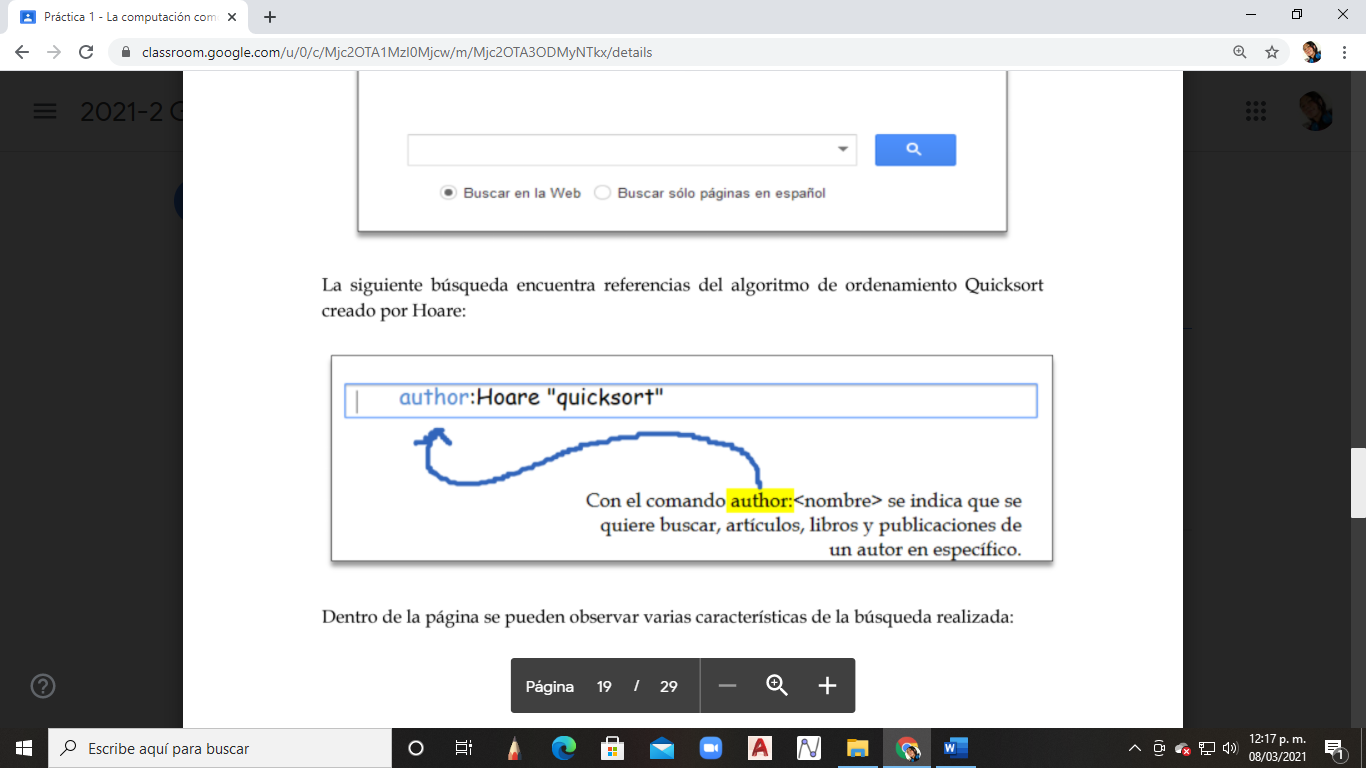 Práctica 1 - La computación com
classroom.google.com/u/0/c/Mjc2OTA1MzI0Mjcw/m/Mjc2OTA3ODMyNTkx/details
2021-2 G
Buscar en la Web Buscar sólo páginas en español
La siguiente búsqueda encuentra referencias del algoritmo de ordenamiento Quicksort
creado por Hoare:
author:Hoare "quicksort"
Con el comando author:<nombre> se indica que se
quiere buscar, artículos, libros y publicaciones de
un autor en específico.
Dentro de la página se pueden observar varias características de la búsqueda realizada:
Página 19 / 29
Escribe aquí para buscar
12:17 p. m.
08/03/2021
1